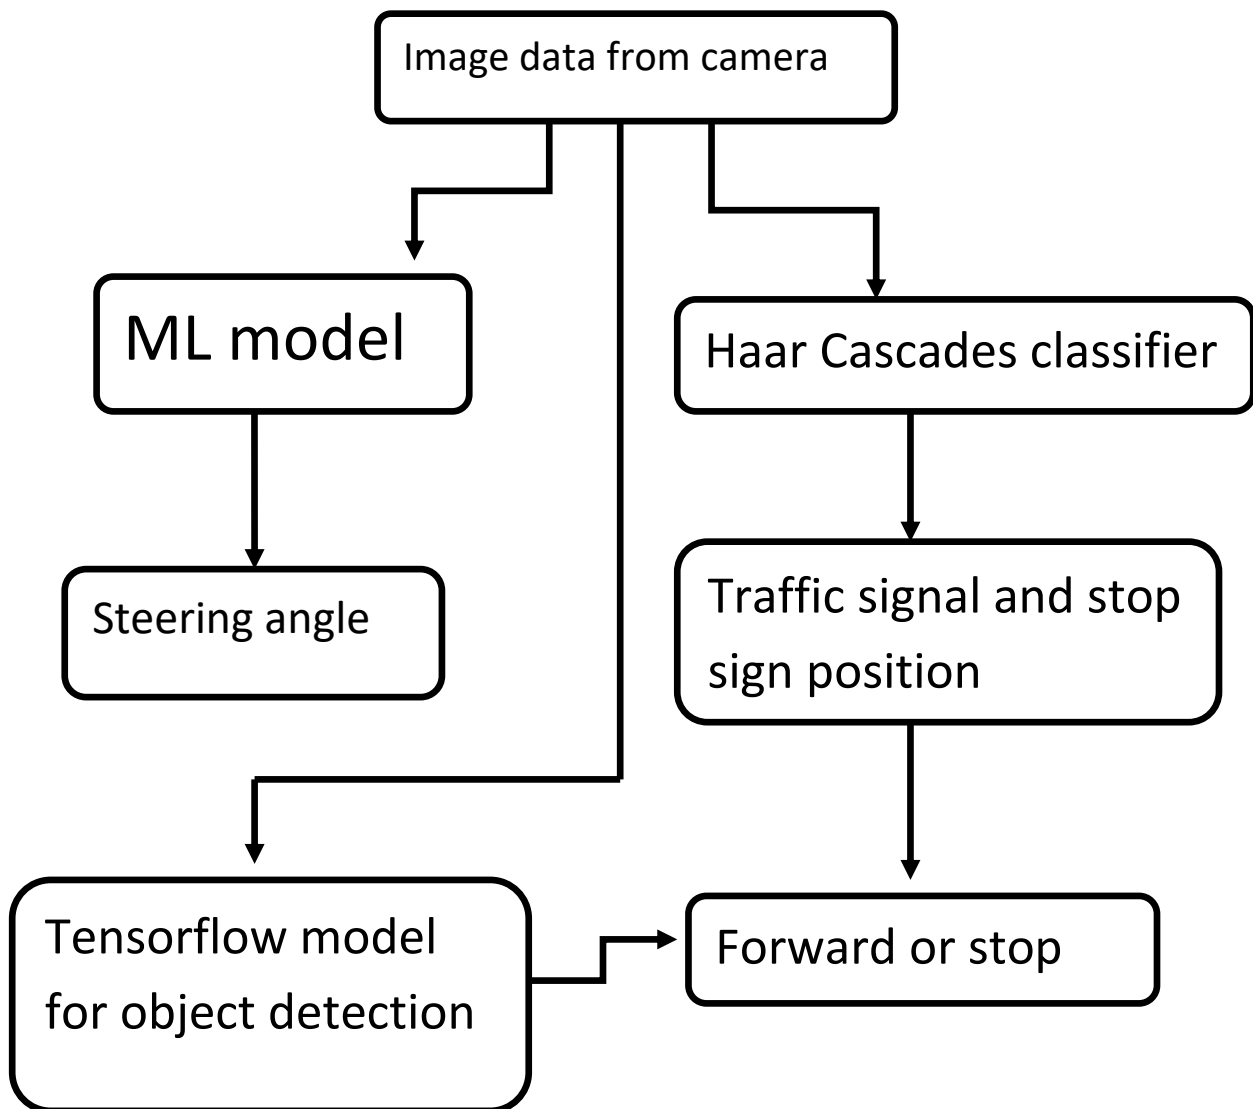 Image data from camera
ML model
Haar Cascades classifier
Steering angle
Traffic signal and stop
sign position
Tensorflow model
for object detection
Forward or stop